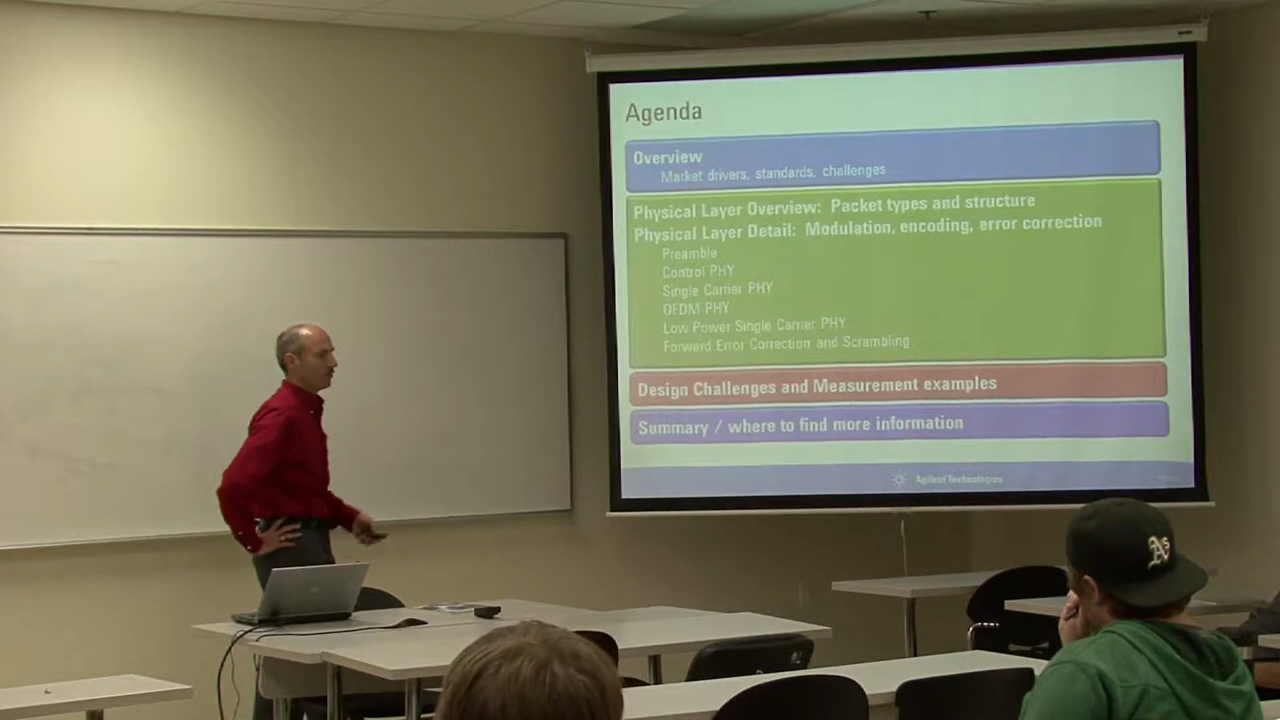 Agenda
Overview
Market drivers, standards, challenges
Physical Layer Overview: Packet types and structure
Physical Layer Detail: Modulation, encoding, error correction
Preamble
Control PHY
Single Carrier PHY
OFDM PHY
Low Power Single Carrier PHY
Forward Error Correction and Scrambling
Design Challenges and Measurement examples
Summary / where to find more information
Agilent Technologies
A's